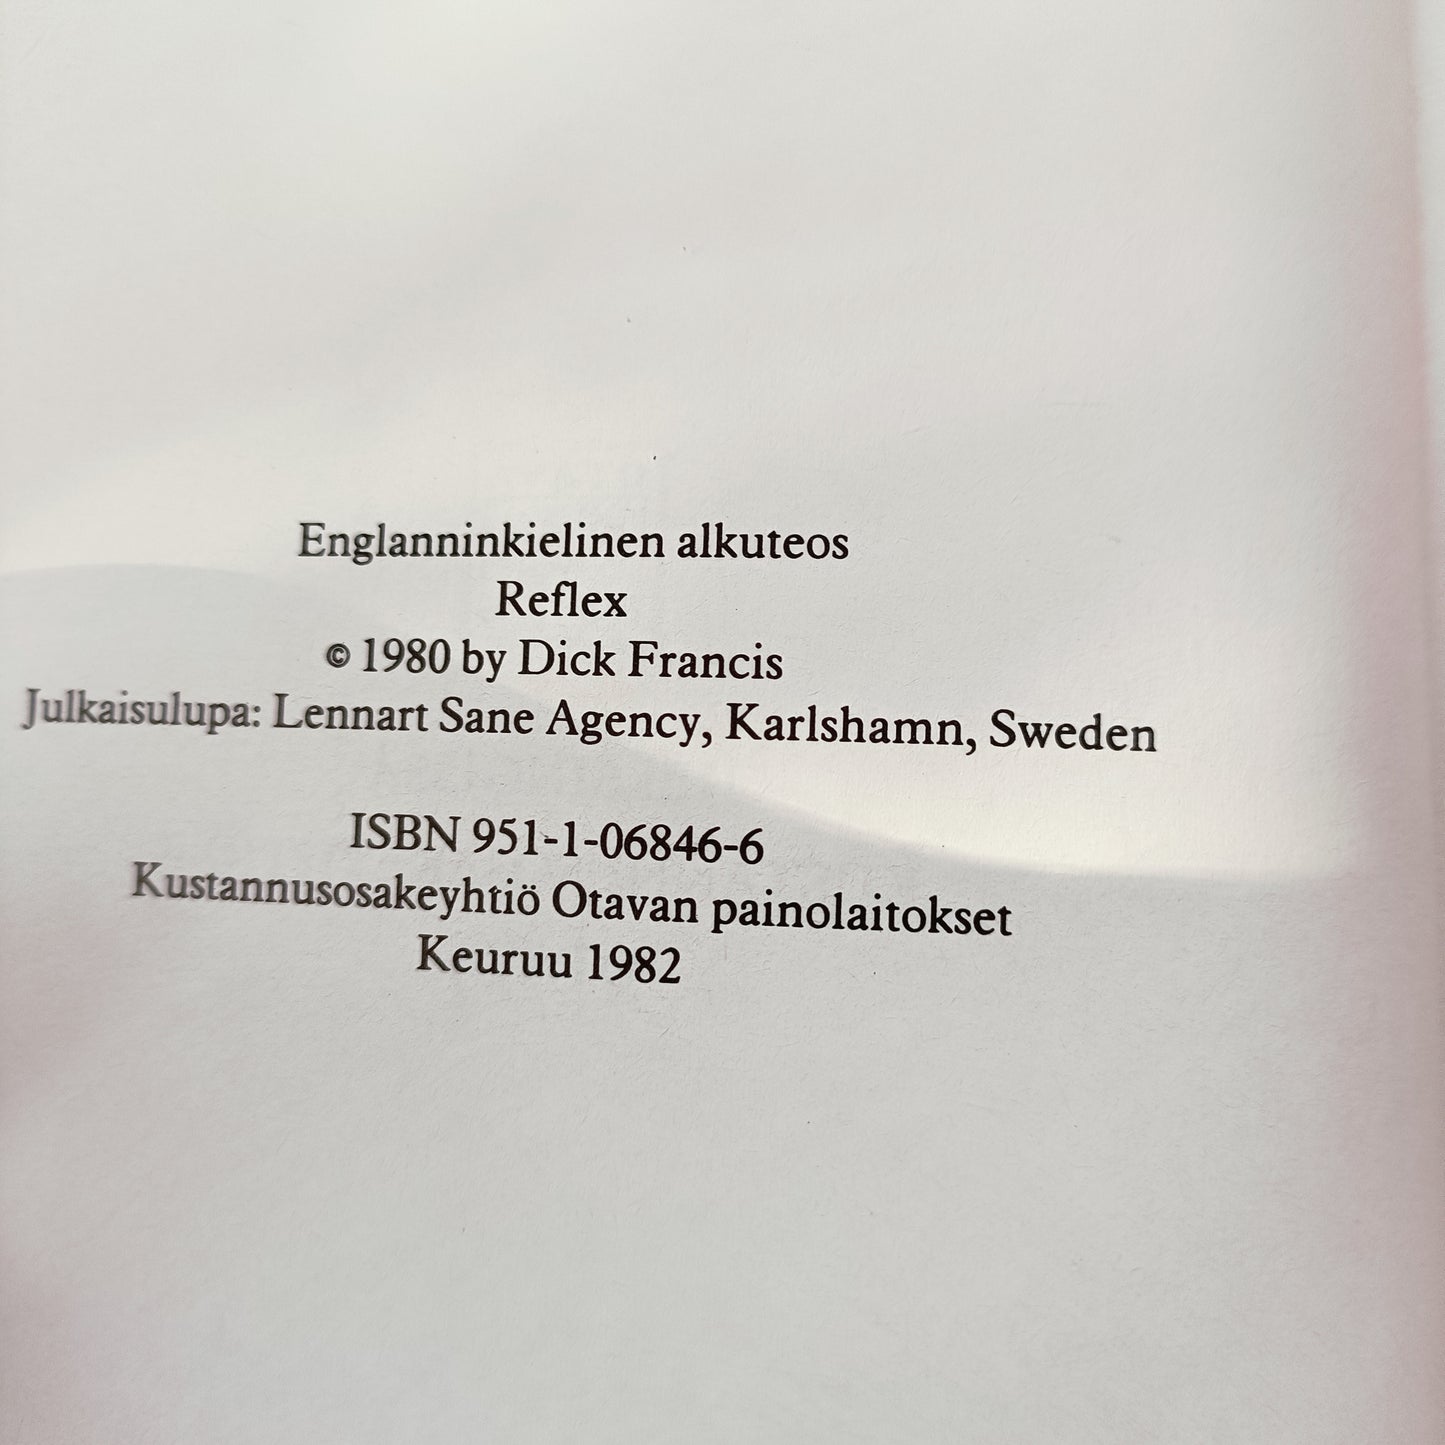 Englanninkielinen alkuteos
Reflex
© 1980 by Dick Francis
Julkaisulupa: Lennart Sane Agency, Karlshamn, Sweden
ISBN 951-1-06846-6
Kustannusosakeyhtiö Otavan painolaitokset
Keuruu 1982